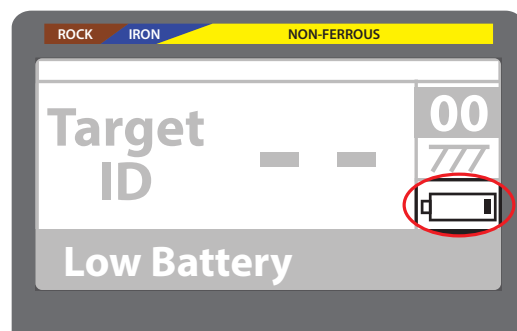 ROCK IRON NON-FERROUS
Target
ID
– –
00
Low Battery